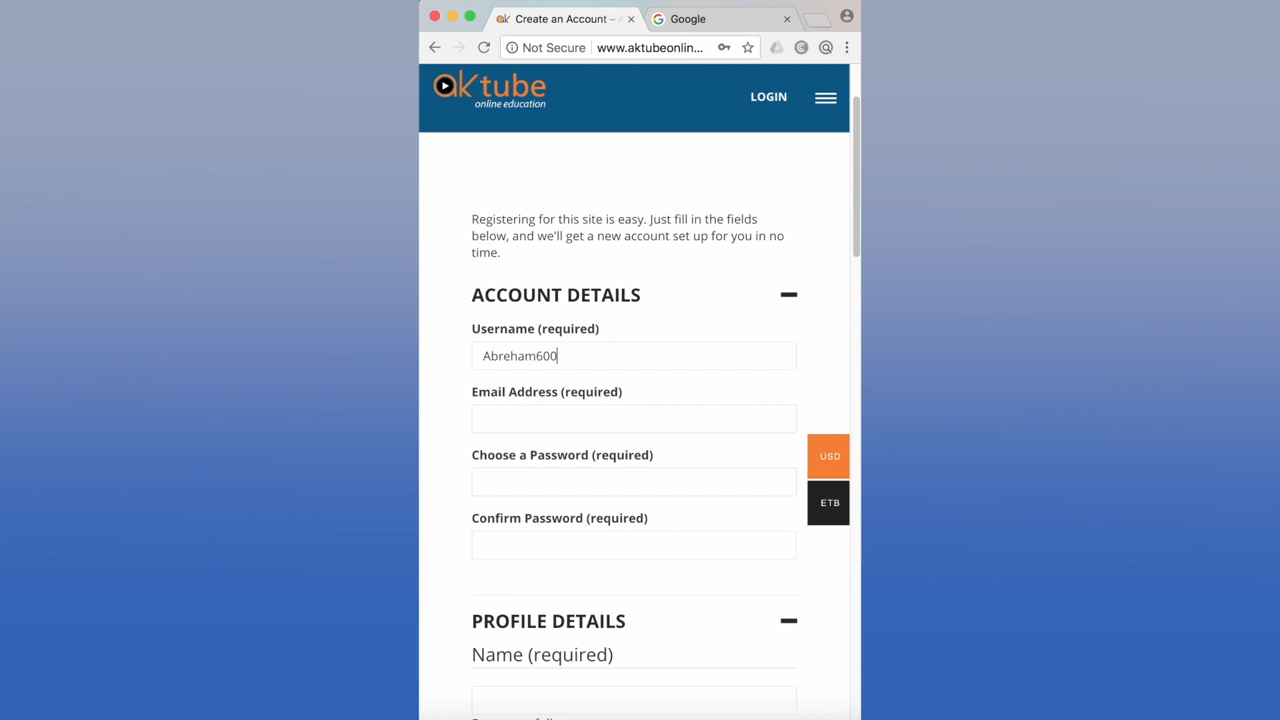 Create an Account –
Google
Not Secure
www.aktubeonlin...
aktube
online education
LOGIN
Registering for this site is easy. Just fill in the fields
below, and we'll get a new account set up for you in no
time.
ACCOUNT DETAILS
Username (required)
Abreham600
Email Address (required)
Choose a Password (required)
USD
ETB
Confirm Password (required)
PROFILE DETAILS
Name (required)